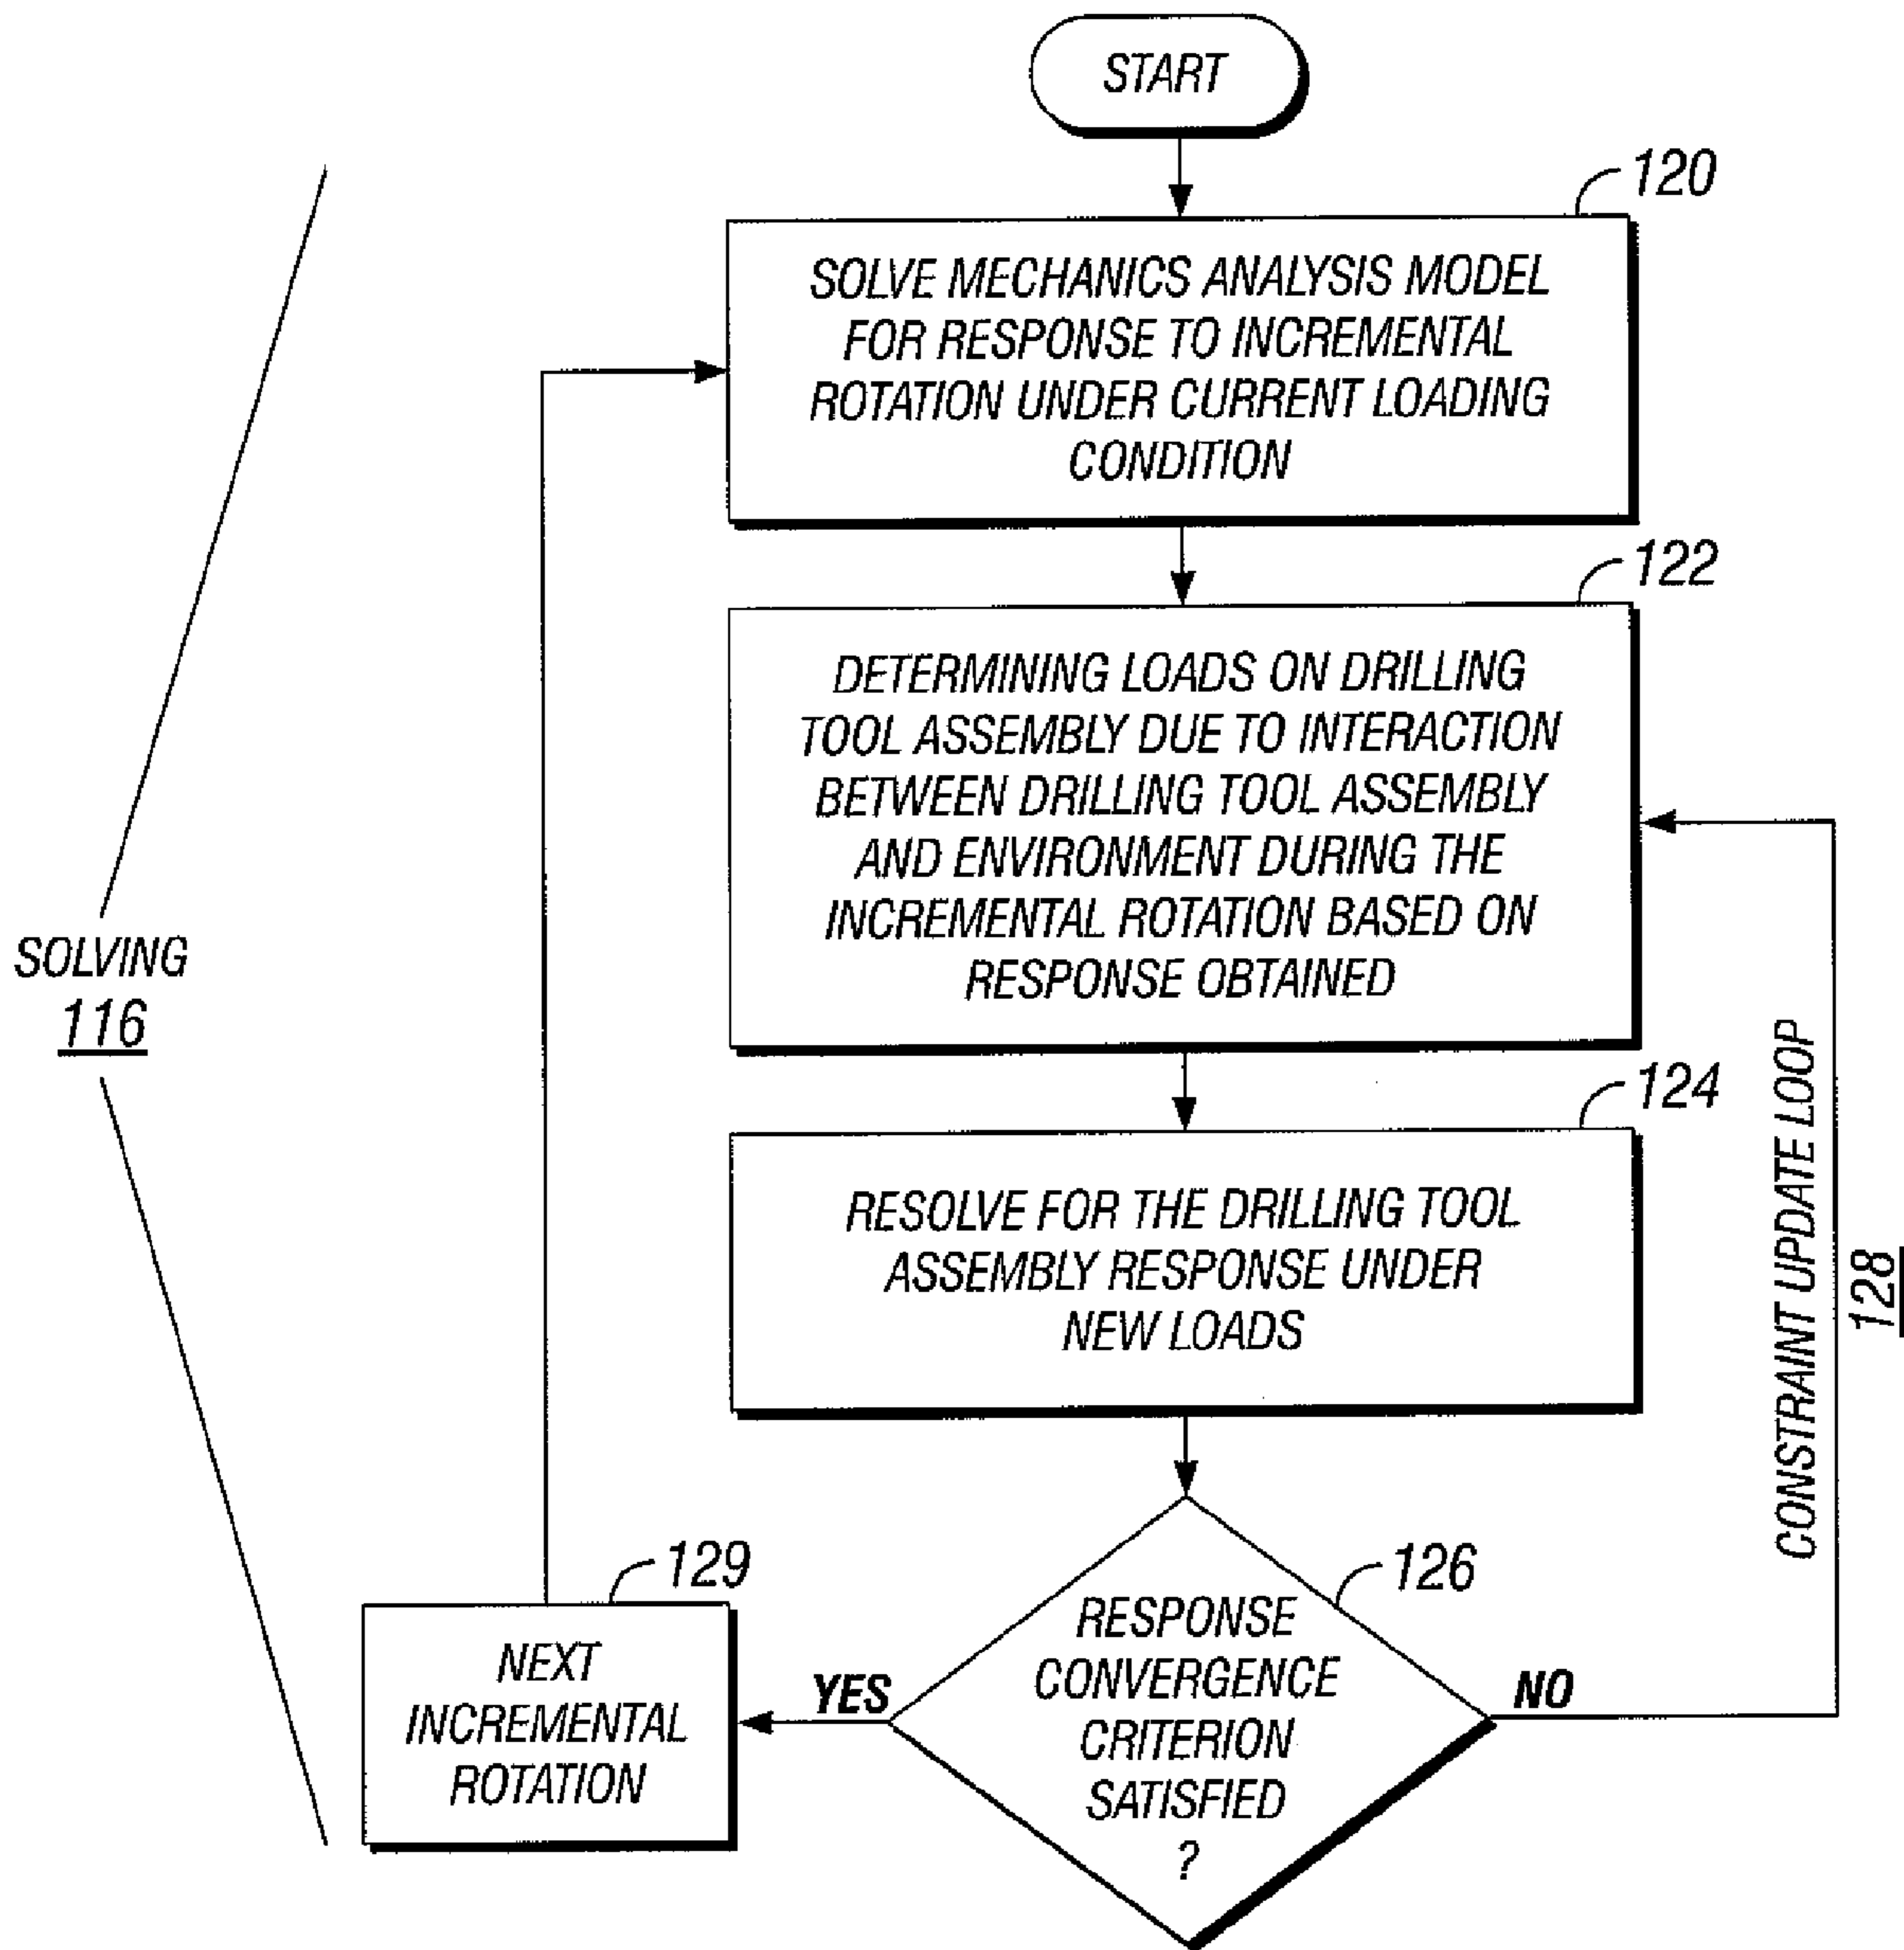 START
120
SOLVE MECHANICS ANALYSIS MODEL
FOR RESPONSE TO INCREMENTAL
ROTATION UNDER CURRENT LOADING
CONDITION
122
DETERMINING LOADS ON DRILLING
TOOL ASSEMBLY DUE TO INTERACTION
BETWEEN DRILLING TOOL ASSEMBLY
AND ENVIRONMENT DURING THE
INCREMENTAL ROTATION BASED ON
RESPONSE OBTAINED
SOLVING
116
124
RESOLVE FOR THE DRILLING TOOL
ASSEMBLY RESPONSE UNDER
NEW LOADS
CONSTRAINT UPDATE LOOP
128
126
RESPONSE
CONVERGENCE
CRITERION
SATISFIED
?
YES
NO
129
NEXT
INCREMENTAL
ROTATION